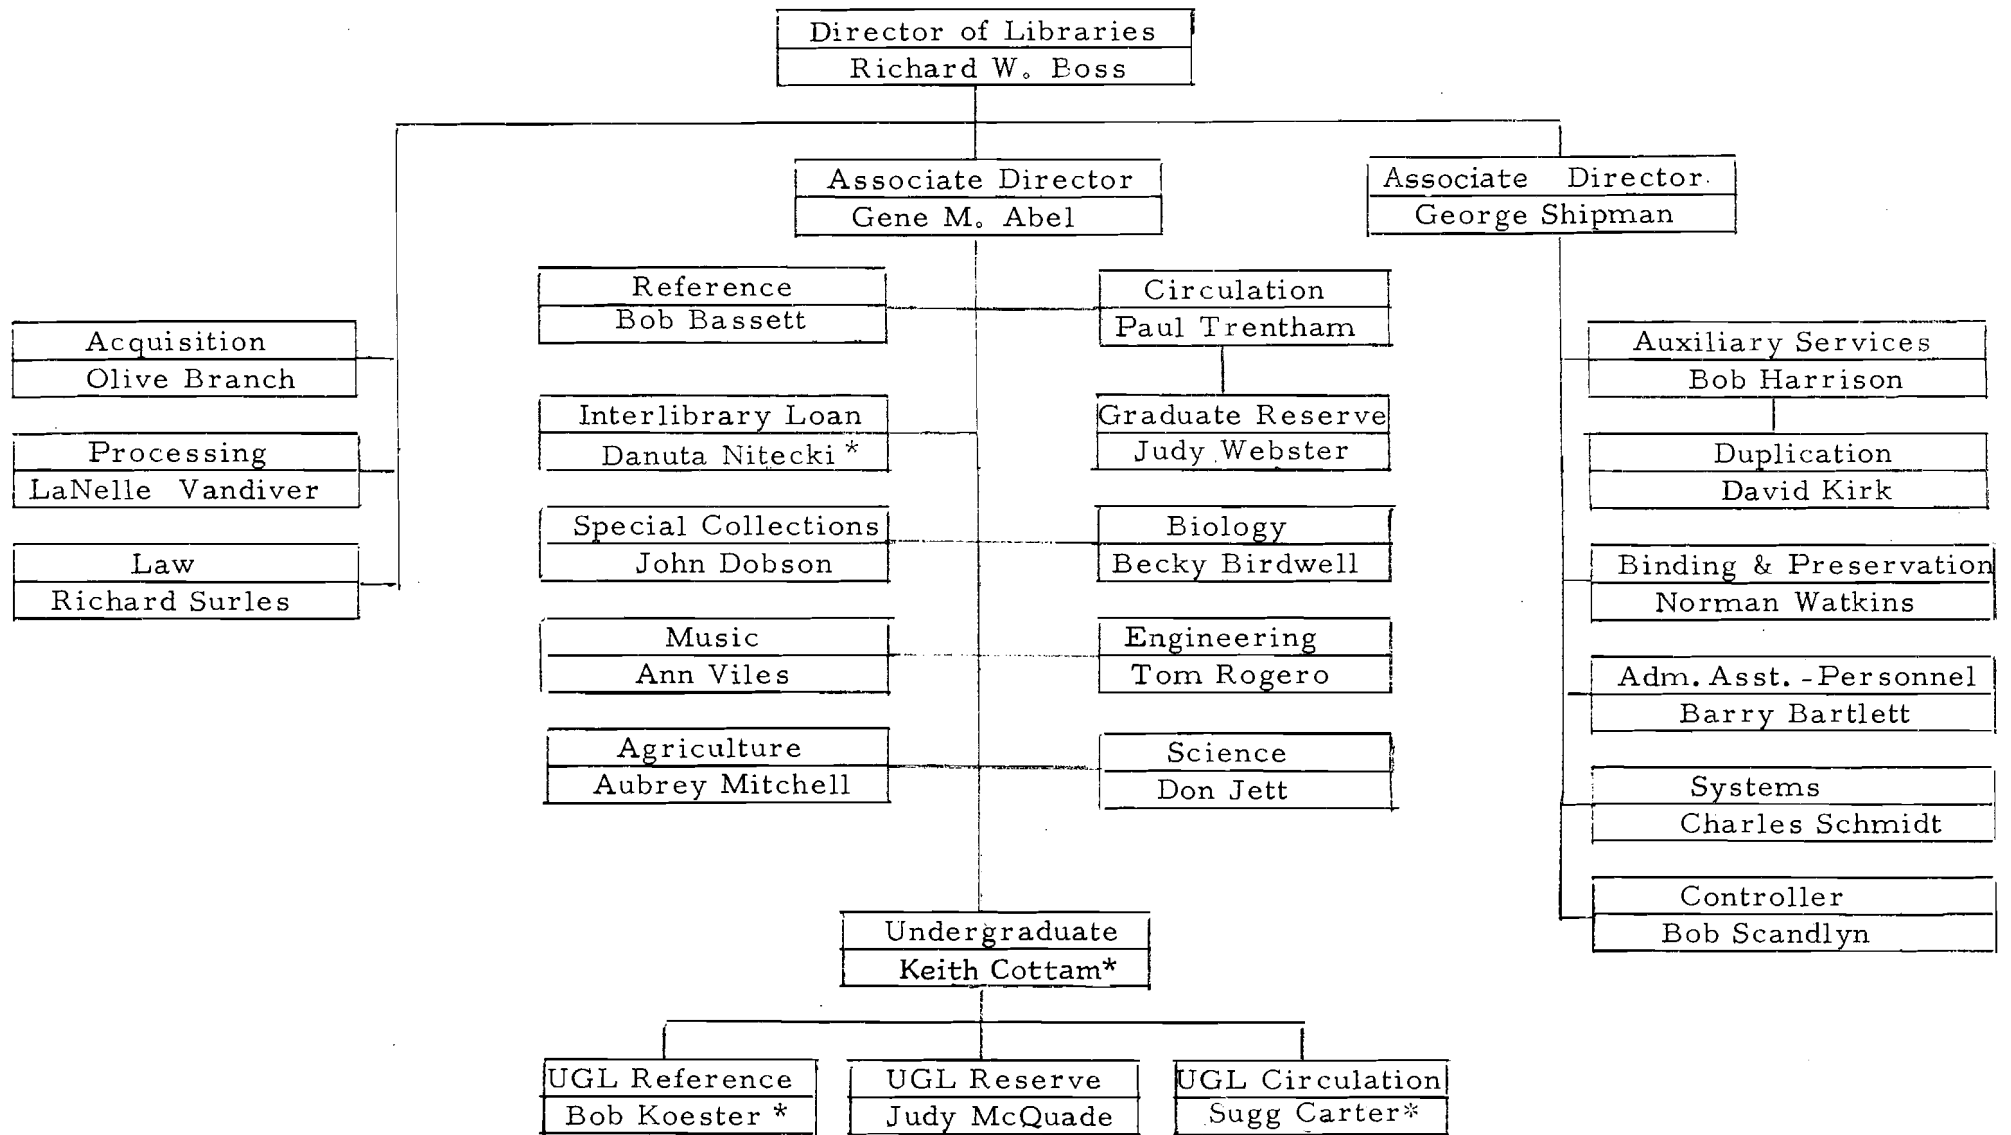 Director of Libraries
Richard W. Boss
Associate Director
Gene M. Abel
Associate Director
George Shipman
Acquisition
Olive Branch
Processing
LaNelle Vandiver
Law
Richard Surles
Reference
Bob Bassett
Circulation
Paul Trentham
Interlibrary Loan
Danuta Nitecki *
Graduate Reserve
Judy Webster
Special Collections
John Dobson
Biology
Becky Birdwell
Music
Ann Viles
Engineering
Tom Rogero
Agriculture
Aubrey Mitchell
Science
Don Jett
Auxiliary Services
Bob Harrison
Duplication
David Kirk
Binding & Preservation
Norman Watkins
Adm. Asst. - Personnel
Barry Bartlett
Systems
Charles Schmidt
Controller
Bob Scandlyn
Undergraduate
Keith Cottam*
UGL Reference
Bob Koester *
UGL Reserve
Judy McQuade
UGL Circulation
Sugg Carter*